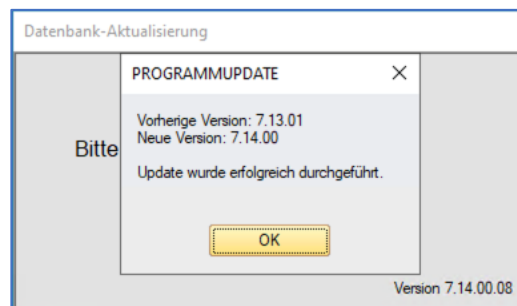 Datenbank-Aktualisierung
PROGRAMMUPDATE
Bitte
Vorherige Version: 7.13.01
Neue Version: 7.14.00
Update wurde erfolgreich durchgeführt.
OK
Version 7.14.00.08